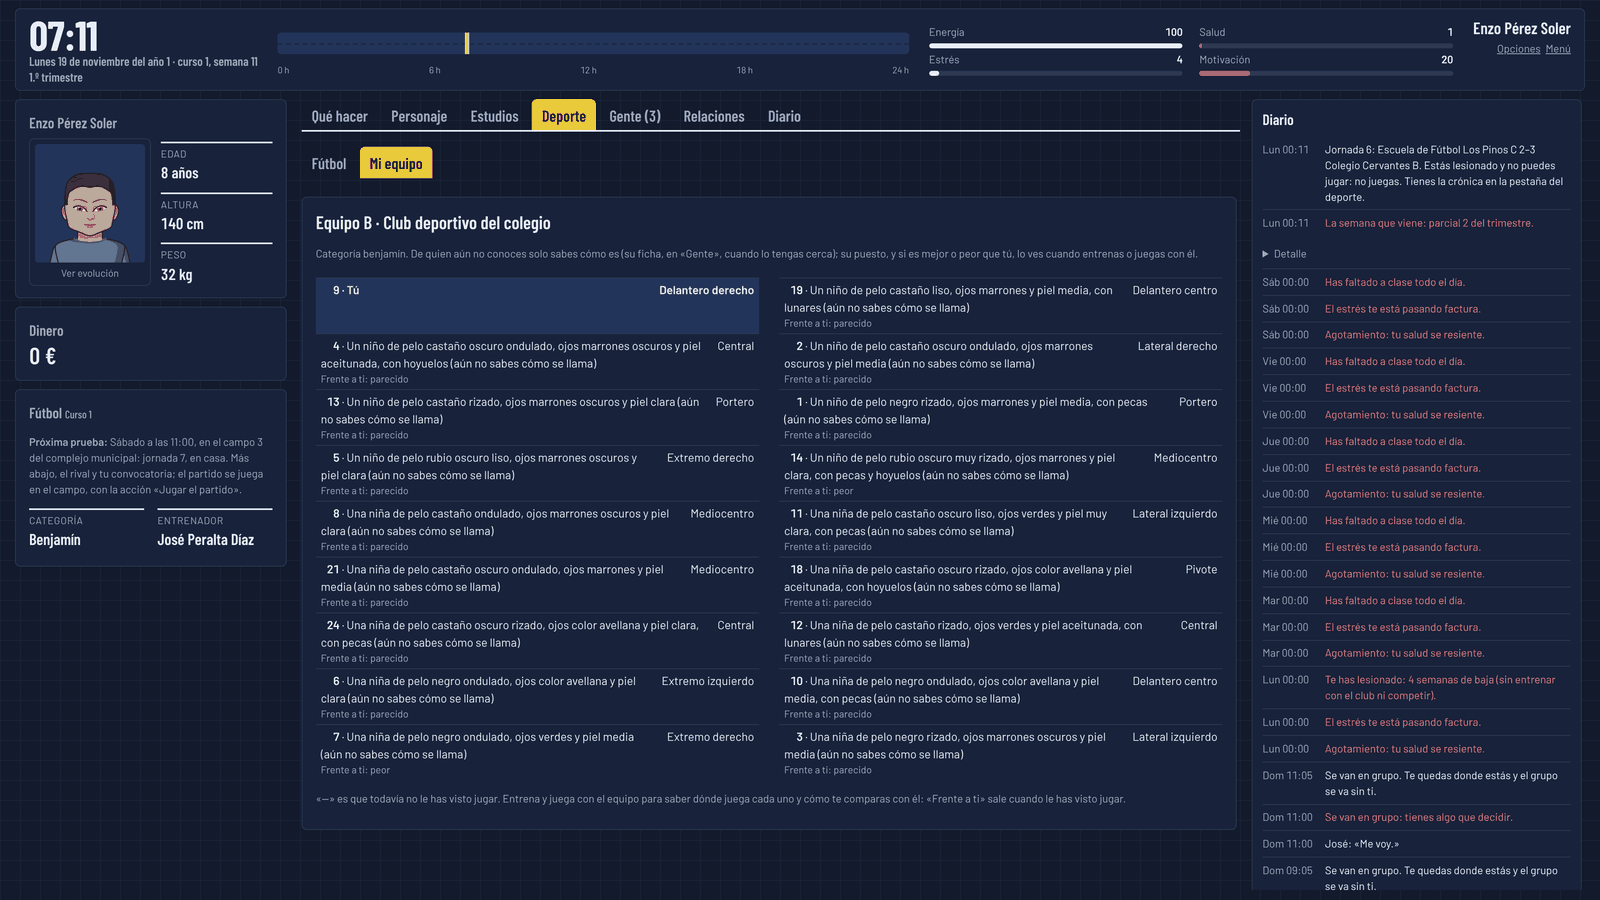 07:11
Lunes 19 de noviembre del año 1 · curso 1, semana 11
1.º trimestre
0 h 6 h 12 h 18 h 24 h
Energía 100
Estrés 4
Salud 1
Motivación 20
Enzo Pérez Soler
Opciones Menú
Enzo Pérez Soler
EDAD
8 años
ALTURA
140 cm
PESO
32 kg
Ver evolución
Dinero
0 €
Fútbol Curso 1
Próxima prueba: Sábado a las 11:00, en el campo 3
del complejo municipal: jornada 7, en casa. Más
abajo, el rival y tu convocatoria; el partido se juega
en el campo, con la acción «Jugar el partido».
CATEGORÍA
Benjamín
ENTRENADOR
José Peralta Díaz
Qué hacer Personaje Estudios Deporte Gente (3) Relaciones Diario
Fútbol Mi equipo
Equipo B · Club deportivo del colegio
Categoría benjamín. De quien aún no conoces solo sabes cómo es (su ficha, en «Gente», cuando lo tengas cerca); su puesto, y si es mejor o peor que tú, lo ves cuando entrenas o juegas con él.
9 · Tú Delantero derecho
19 · Un niño de pelo castaño liso, ojos marrones y piel media, con Delantero centro
lunares (aún no sabes cómo se llama)
Frente a ti: parecido
4 · Un niño de pelo castaño oscuro ondulado, ojos marrones oscuros y piel Central
aceitunada, con hoyuelos (aún no sabes cómo se llama)
Frente a ti: parecido
2 · Un niño de pelo castaño oscuro ondulado, ojos marrones Lateral derecho
oscuros y piel media (aún no sabes cómo se llama)
Frente a ti: parecido
13 · Un niño de pelo castaño rizado, ojos marrones oscuros y piel clara (aún Portero
no sabes cómo se llama)
Frente a ti: parecido
1 · Un niño de pelo negro rizado, ojos marrones y piel media, con pecas Portero
(aún no sabes cómo se llama)
Frente a ti: parecido
5 · Un niño de pelo rubio oscuro liso, ojos marrones oscuros y Extremo derecho
piel clara (aún no sabes cómo se llama)
Frente a ti: parecido
14 · Un niño de pelo rubio oscuro muy rizado, ojos marrones y piel Mediocentro
clara, con pecas y hoyuelos (aún no sabes cómo se llama)
Frente a ti: peor
8 · Una niña de pelo castaño ondulado, ojos marrones oscuros y piel Mediocentro
clara (aún no sabes cómo se llama)
Frente a ti: parecido
11 · Una niña de pelo castaño oscuro liso, ojos verdes y piel muy Lateral izquierdo
clara, con pecas (aún no sabes cómo se llama)
Frente a ti: parecido
21 · Una niña de pelo castaño oscuro ondulado, ojos marrones y piel Mediocentro
media (aún no sabes cómo se llama)
Frente a ti: parecido
18 · Una niña de pelo castaño oscuro rizado, ojos color avellana y piel Pivote
aceitunada, con hoyuelos (aún no sabes cómo se llama)
Frente a ti: parecido
24 · Una niña de pelo castaño oscuro rizado, ojos color avellana y piel clara, Central
con pecas (aún no sabes cómo se llama)
Frente a ti: parecido
12 · Una niña de pelo castaño rizado, ojos verdes y piel aceitunada, con Central
lunares (aún no sabes cómo se llama)
Frente a ti: parecido
6 · Una niña de pelo negro ondulado, ojos color avellana y piel Extremo izquierdo
clara (aún no sabes cómo se llama)
Frente a ti: parecido
10 · Una niña de pelo negro ondulado, ojos color avellana y piel Delantero centro
media, con pecas (aún no sabes cómo se llama)
Frente a ti: parecido
7 · Una niña de pelo negro ondulado, ojos verdes y piel media Extremo derecho
(aún no sabes cómo se llama)
Frente a ti: peor
3 · Una niña de pelo negro rizado, ojos marrones oscuros y piel Lateral izquierdo
media (aún no sabes cómo se llama)
Frente a ti: parecido
«—» es que todavía no le has visto jugar. Entrena y juega con el equipo para saber dónde juega cada uno y cómo te comparas con él: «Frente a ti» sale cuando le has visto jugar.
Diario
Lun 00:11 Jornada 6: Escuela de Fútbol Los Pinos C 2–3
Colegio Cervantes B. Estás lesionado y no puedes
jugar: no juegas. Tienes la crónica en la pestaña del
deporte.
Lun 00:11 La semana que viene: parcial 2 del trimestre.
▶ Detalle
Sáb 00:00 Has faltado a clase todo el día.
Sáb 00:00 El estrés te está pasando factura.
Sáb 00:00 Agotamiento: tu salud se resiente.
Vie 00:00 Has faltado a clase todo el día.
Vie 00:00 El estrés te está pasando factura.
Vie 00:00 Agotamiento: tu salud se resiente.
Jue 00:00 Has faltado a clase todo el día.
Jue 00:00 El estrés te está pasando factura.
Jue 00:00 Agotamiento: tu salud se resiente.
Mié 00:00 Has faltado a clase todo el día.
Mié 00:00 El estrés te está pasando factura.
Mié 00:00 Agotamiento: tu salud se resiente.
Mar 00:00 Has faltado a clase todo el día.
Mar 00:00 El estrés te está pasando factura.
Mar 00:00 Agotamiento: tu salud se resiente.
Lun 00:00 Te has lesionado: 4 semanas de baja (sin entrenar
con el club ni competir).
Lun 00:00 El estrés te está pasando factura.
Lun 00:00 Agotamiento: tu salud se resiente.
Dom 11:05 Se van en grupo. Te quedas donde estás y el grupo
se va sin ti.
Dom 11:00 Se van en grupo: tienes algo que decidir.
Dom 11:00 José: «Me voy.»
Dom 09:05 Se van en grupo. Te quedas donde estás y el grupo
se va sin ti.